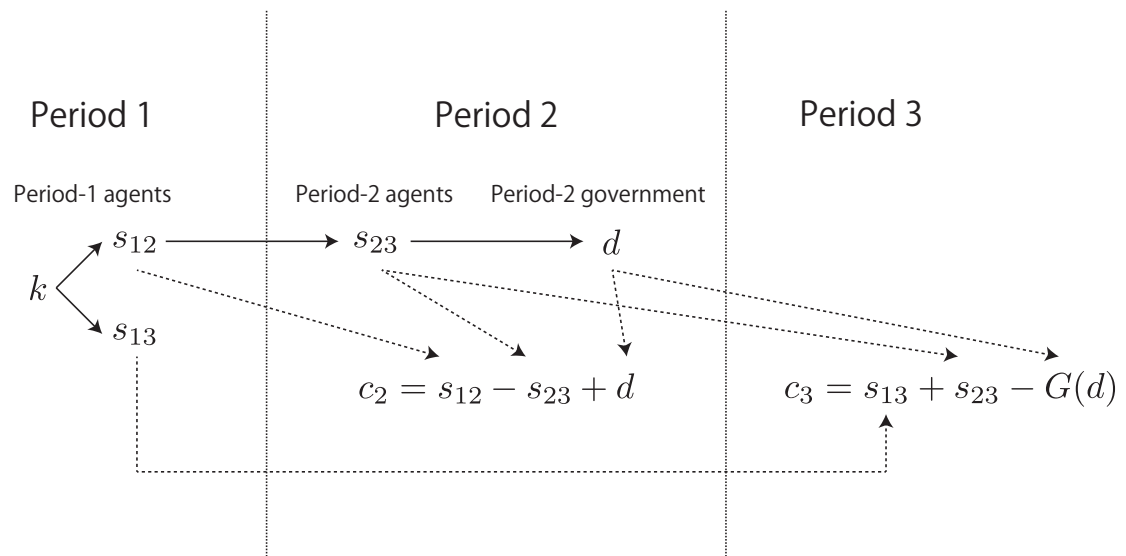 Period 1 Period 2 Period 3
Period-1 agents Period-2 agents Period-2 government
s₁₂ s₂₃ d
k
s₁₃
c₂ = s₁₂ − s₂₃ + d c₃ = s₁₃ + s₂₃ − G(d)